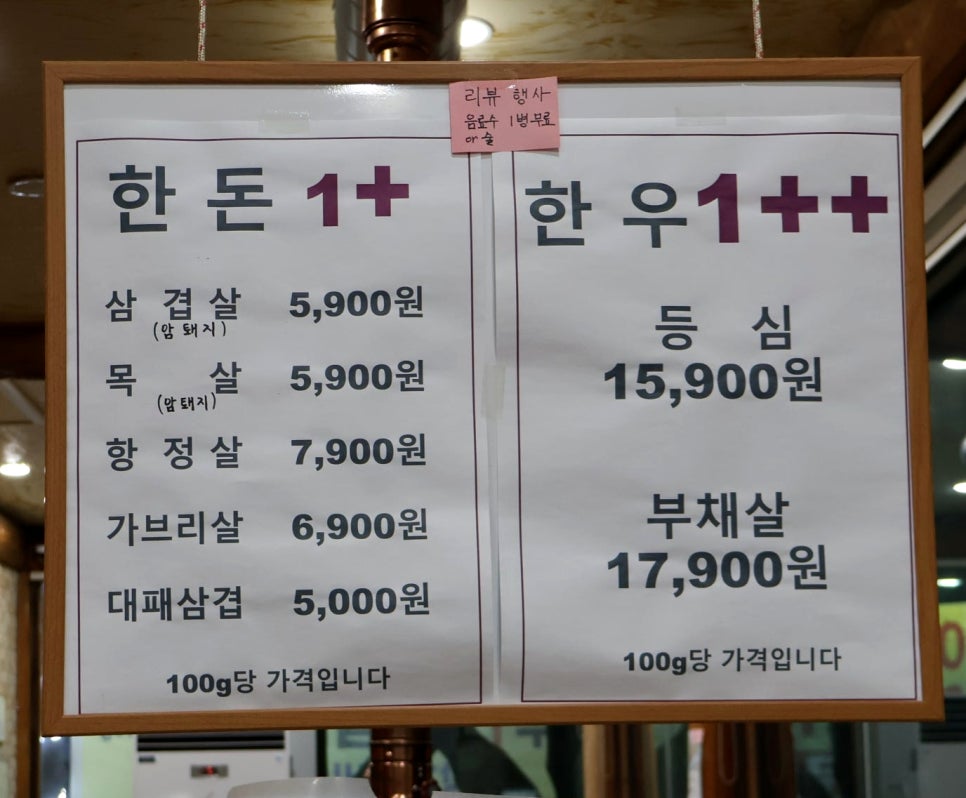 리뷰 행사
음료수 1병 무료
or 술
한 돈 1+
삼 겹 살 5,900원
(암 돼지)
목 살 5,900원
(암 돼지)
항 정 살 7,900원
가브리살 6,900원
대패삼겹 5,000원
100g당 가격입니다
한 우 1++
등 심
15,900원
부채살
17,900원
100g당 가격입니다